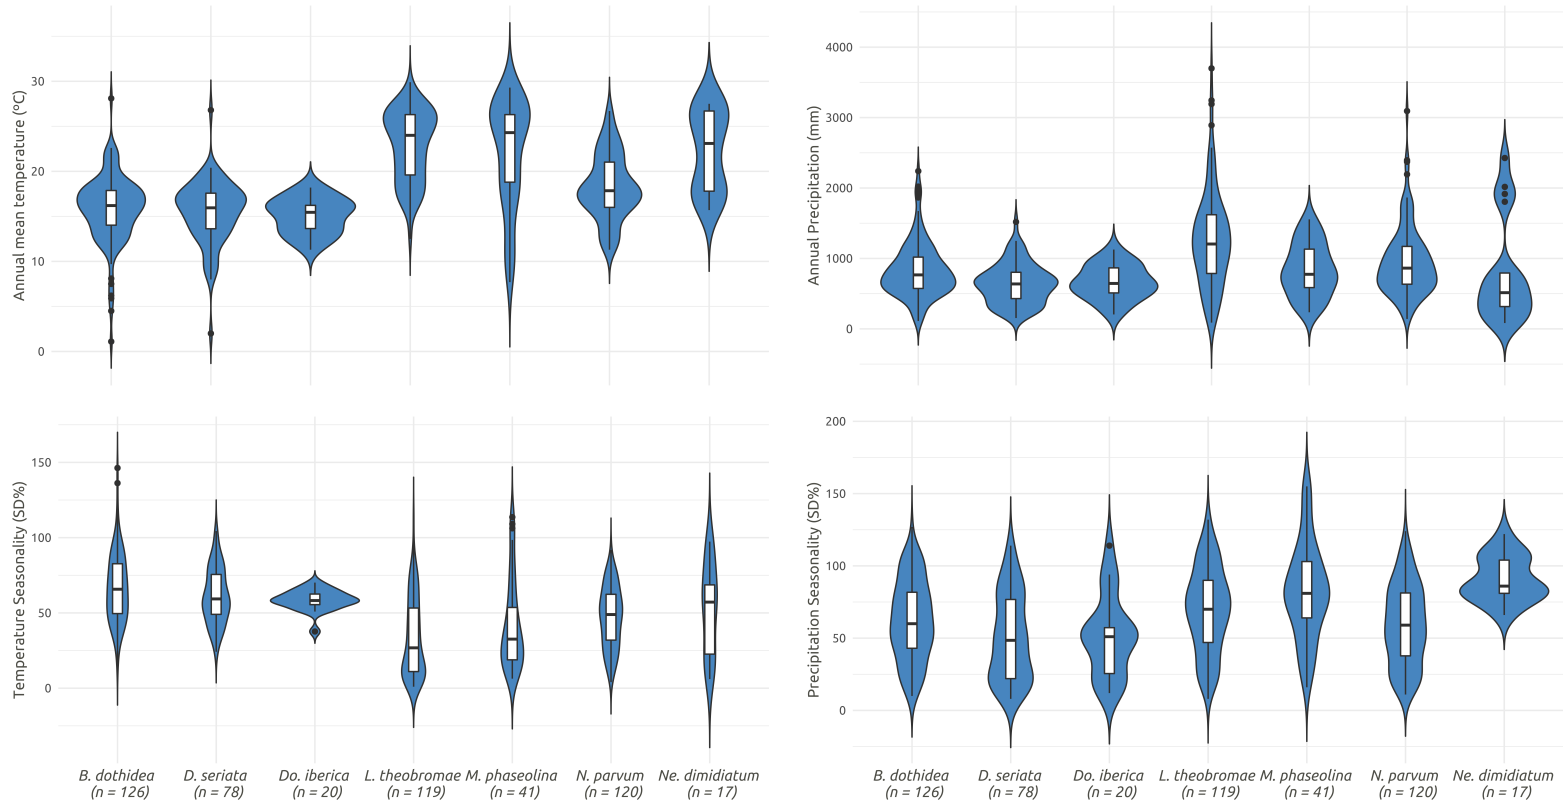 Annual mean temperature (ºC)
30
20
10
0
Annual Precipitation (mm)
4000
3000
2000
1000
0
Temperature Seasonality (SD%)
150
100
50
0
B. dothidea D. seriata Do. iberica L. theobromae M. phaseolina N. parvum Ne. dimidiatum
(n = 126) (n = 78) (n = 20) (n = 119) (n = 41) (n = 120) (n = 17)
Precipitation Seasonality (SD%)
200
150
100
50
0
B. dothidea D. seriata Do. iberica L. theobromae M. phaseolina N. parvum Ne. dimidiatum
(n = 126) (n = 78) (n = 20) (n = 119) (n = 41) (n = 120) (n = 17)